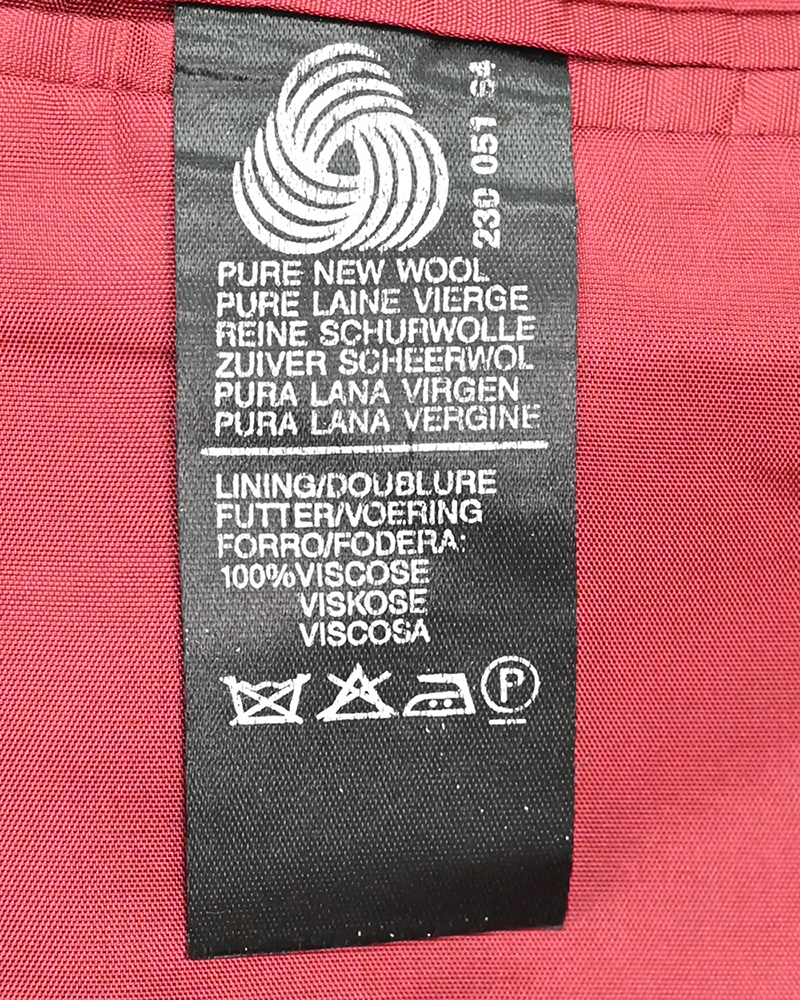 230 051 S4
PURE NEW WOOL
PURE LAINE VIERGE
REINE SCHURWOLLE
ZUIVER SCHEERWOL
PURA LANA VIRGEN
PURA LANA VERGINE
LINING/DOUBLURE
FUTTER/VOERING
FORRO/FODERA:
100%VISCOSE
VISKOSE
VISCOSA
P